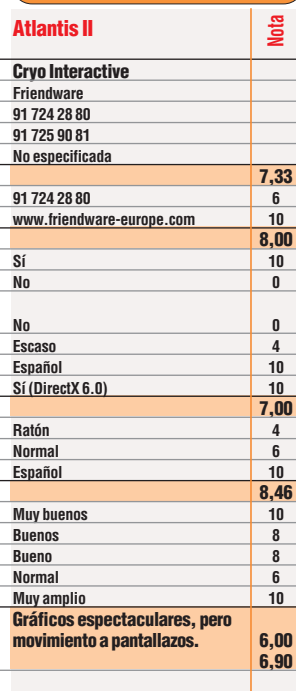 Atlantis II Nota
Cryo Interactive
Friendware
91 724 28 80
91 725 90 81
No especificada
7,33
91 724 28 80 6
www.friendware-europe.com 10
8,00
Sí 10
No 0
No 0
Escaso 4
Español 10
Sí (DirectX 6.0) 10
7,00
Ratón 4
Normal 6
Español 10
8,46
Muy buenos 10
Buenos 8
Bueno 8
Normal 6
Muy amplio 10
Gráficos espectaculares, pero
movimiento a pantallazos. 6,00
6,90